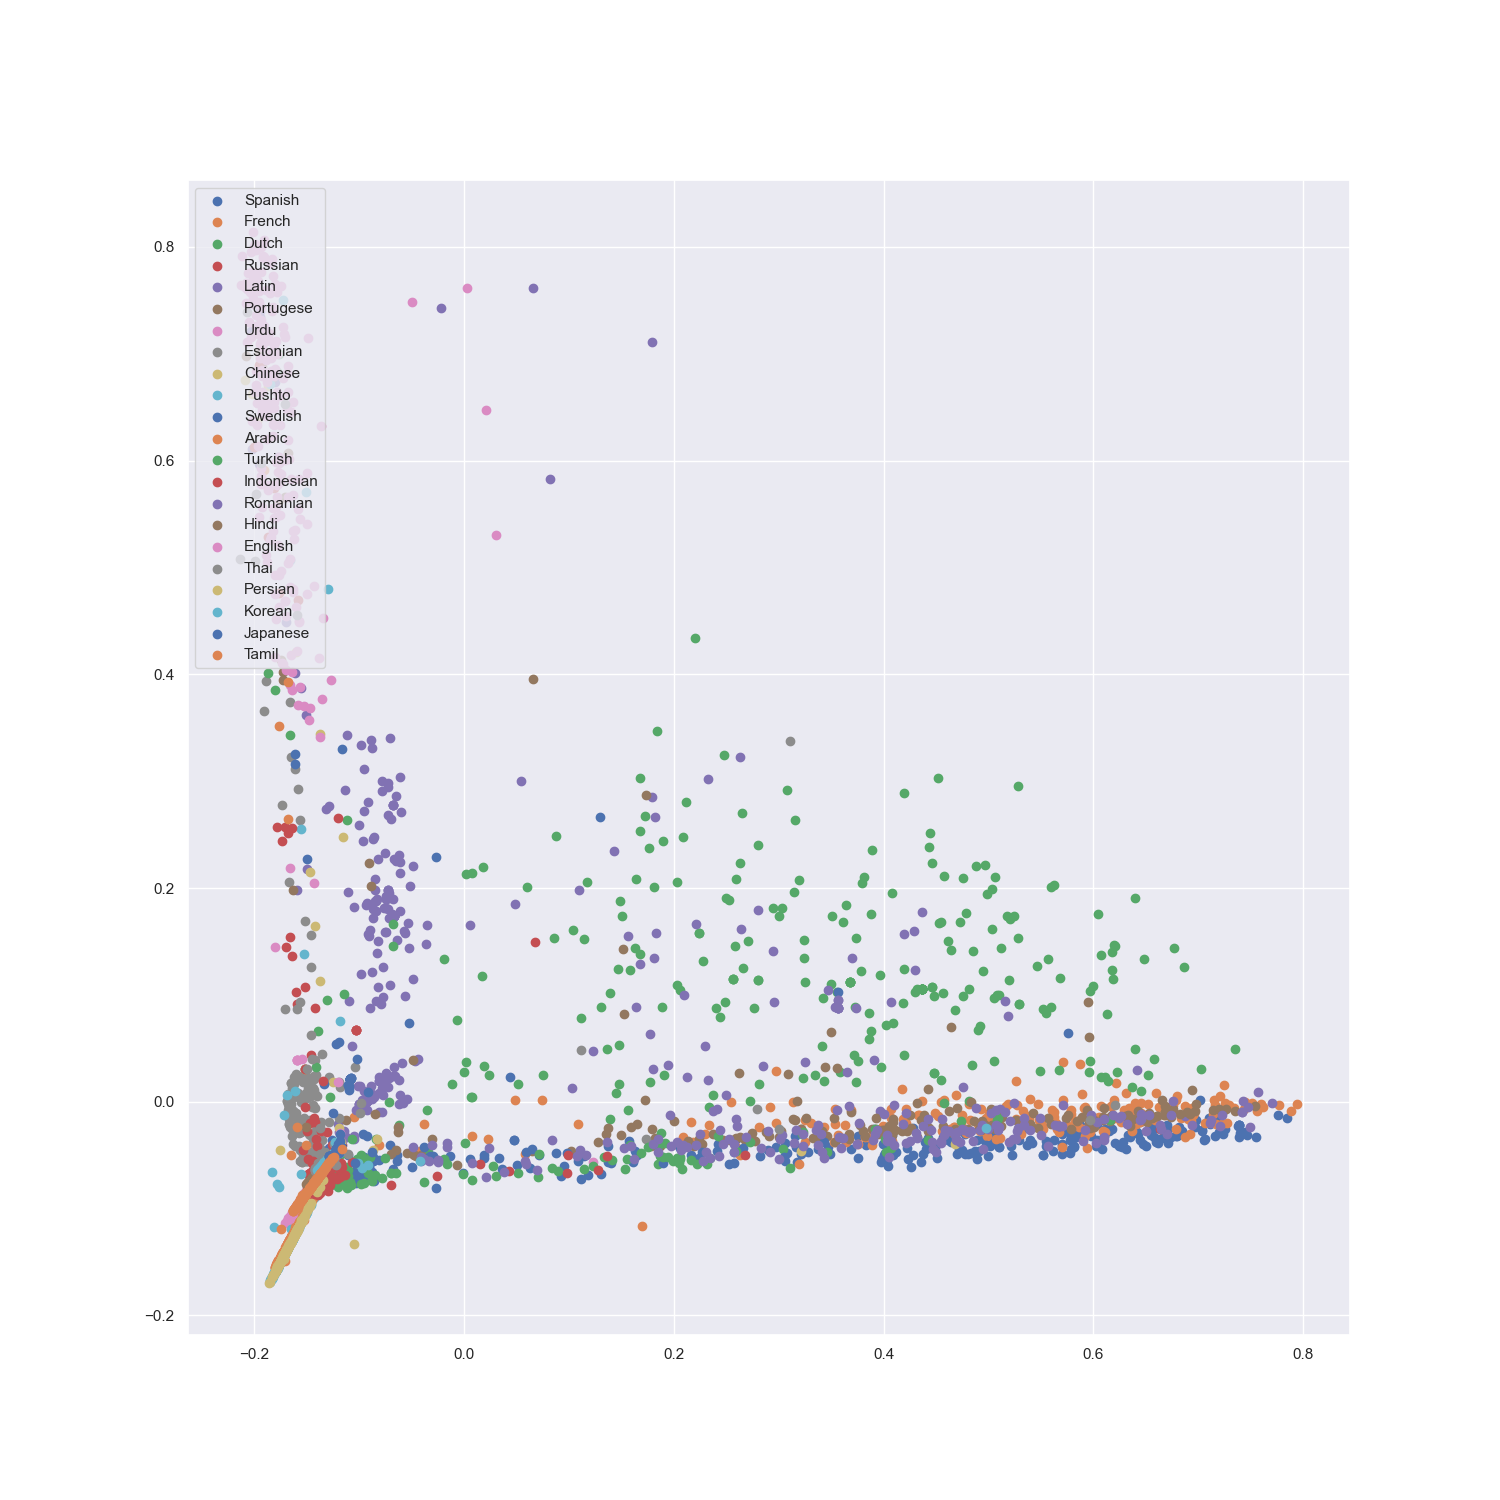 Spanish
French
Dutch
Russian
Latin
Portugese
Urdu
Estonian
Chinese
Pushto
Swedish
Arabic
Turkish
Indonesian
Romanian
Hindi
English
Thai
Persian
Korean
Japanese
Tamil
0.8
0.6
0.4
0.2
0.0
−0.2
−0.2 0.0 0.2 0.4 0.6 0.8